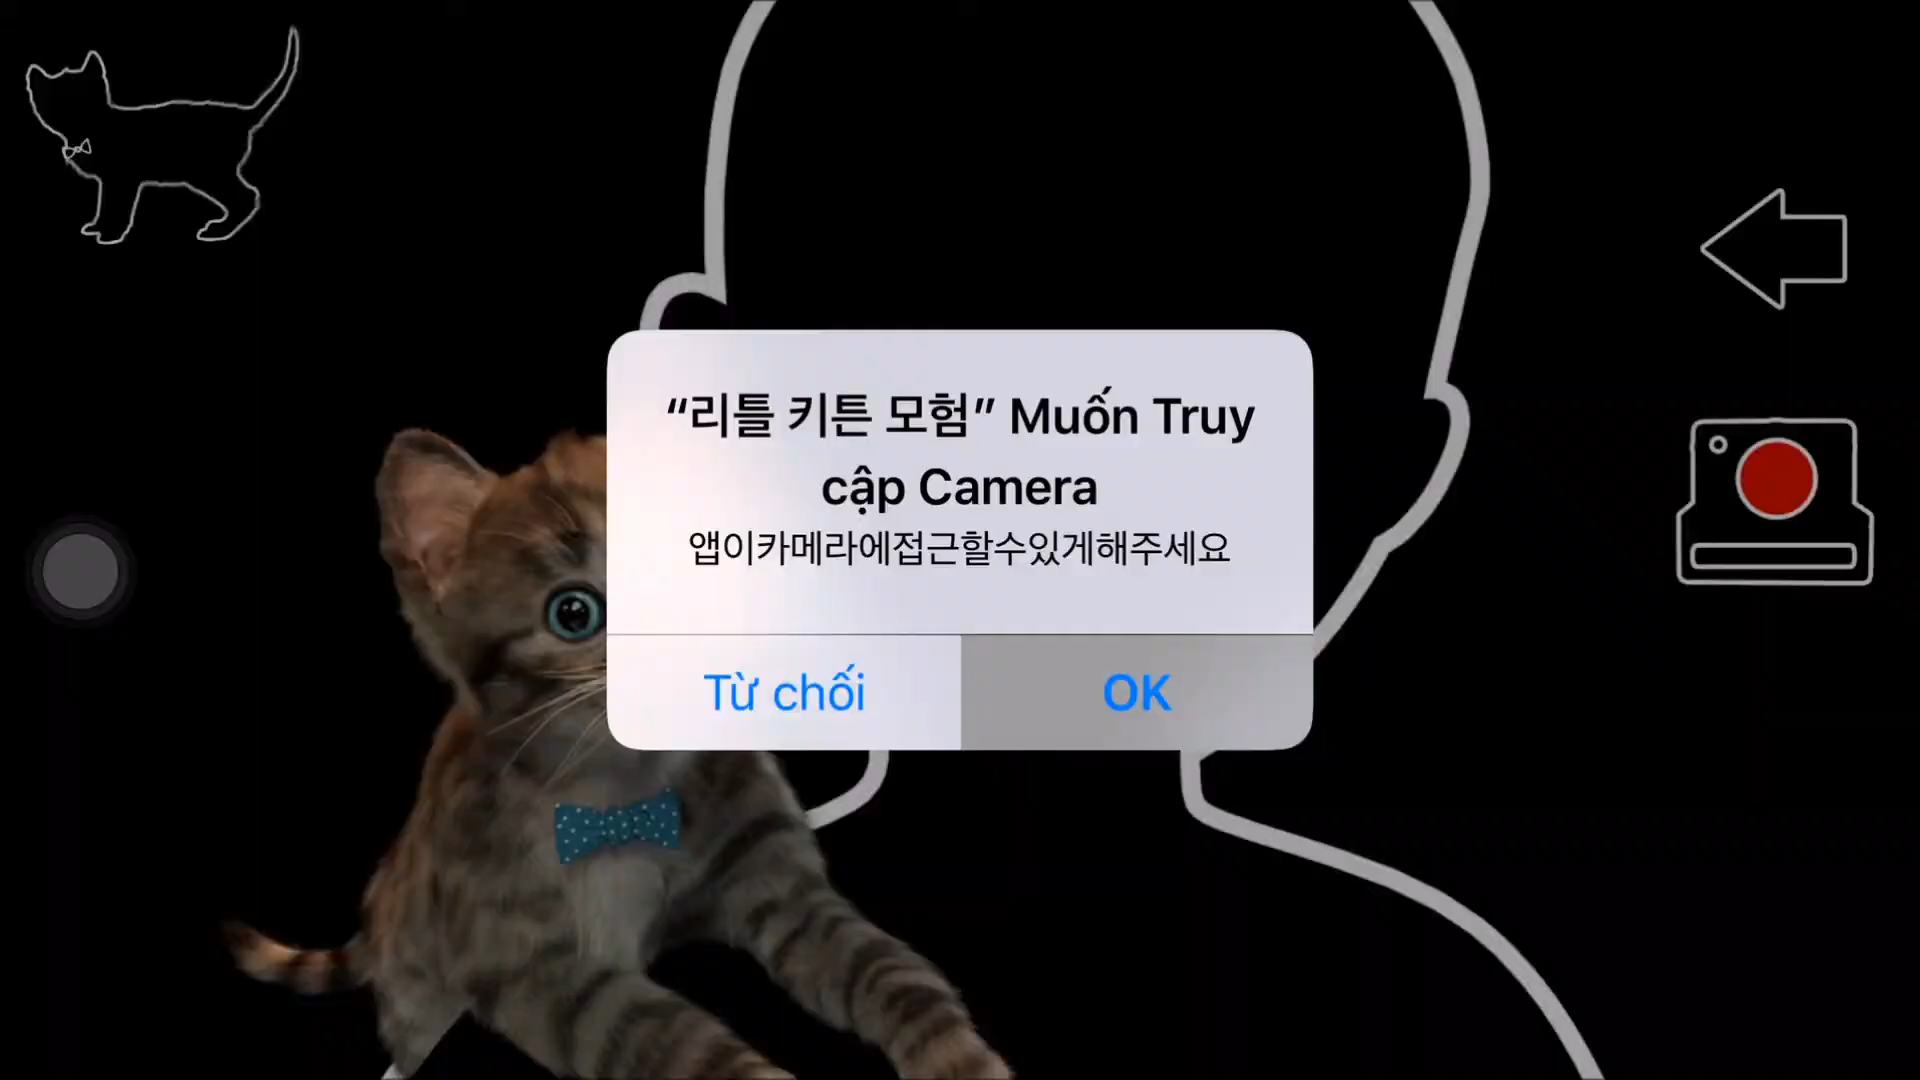 “리틀 키튼 모험” Muốn Truy
cập Camera
앱이카메라에접근할수있게해주세요
Từ chối
OK